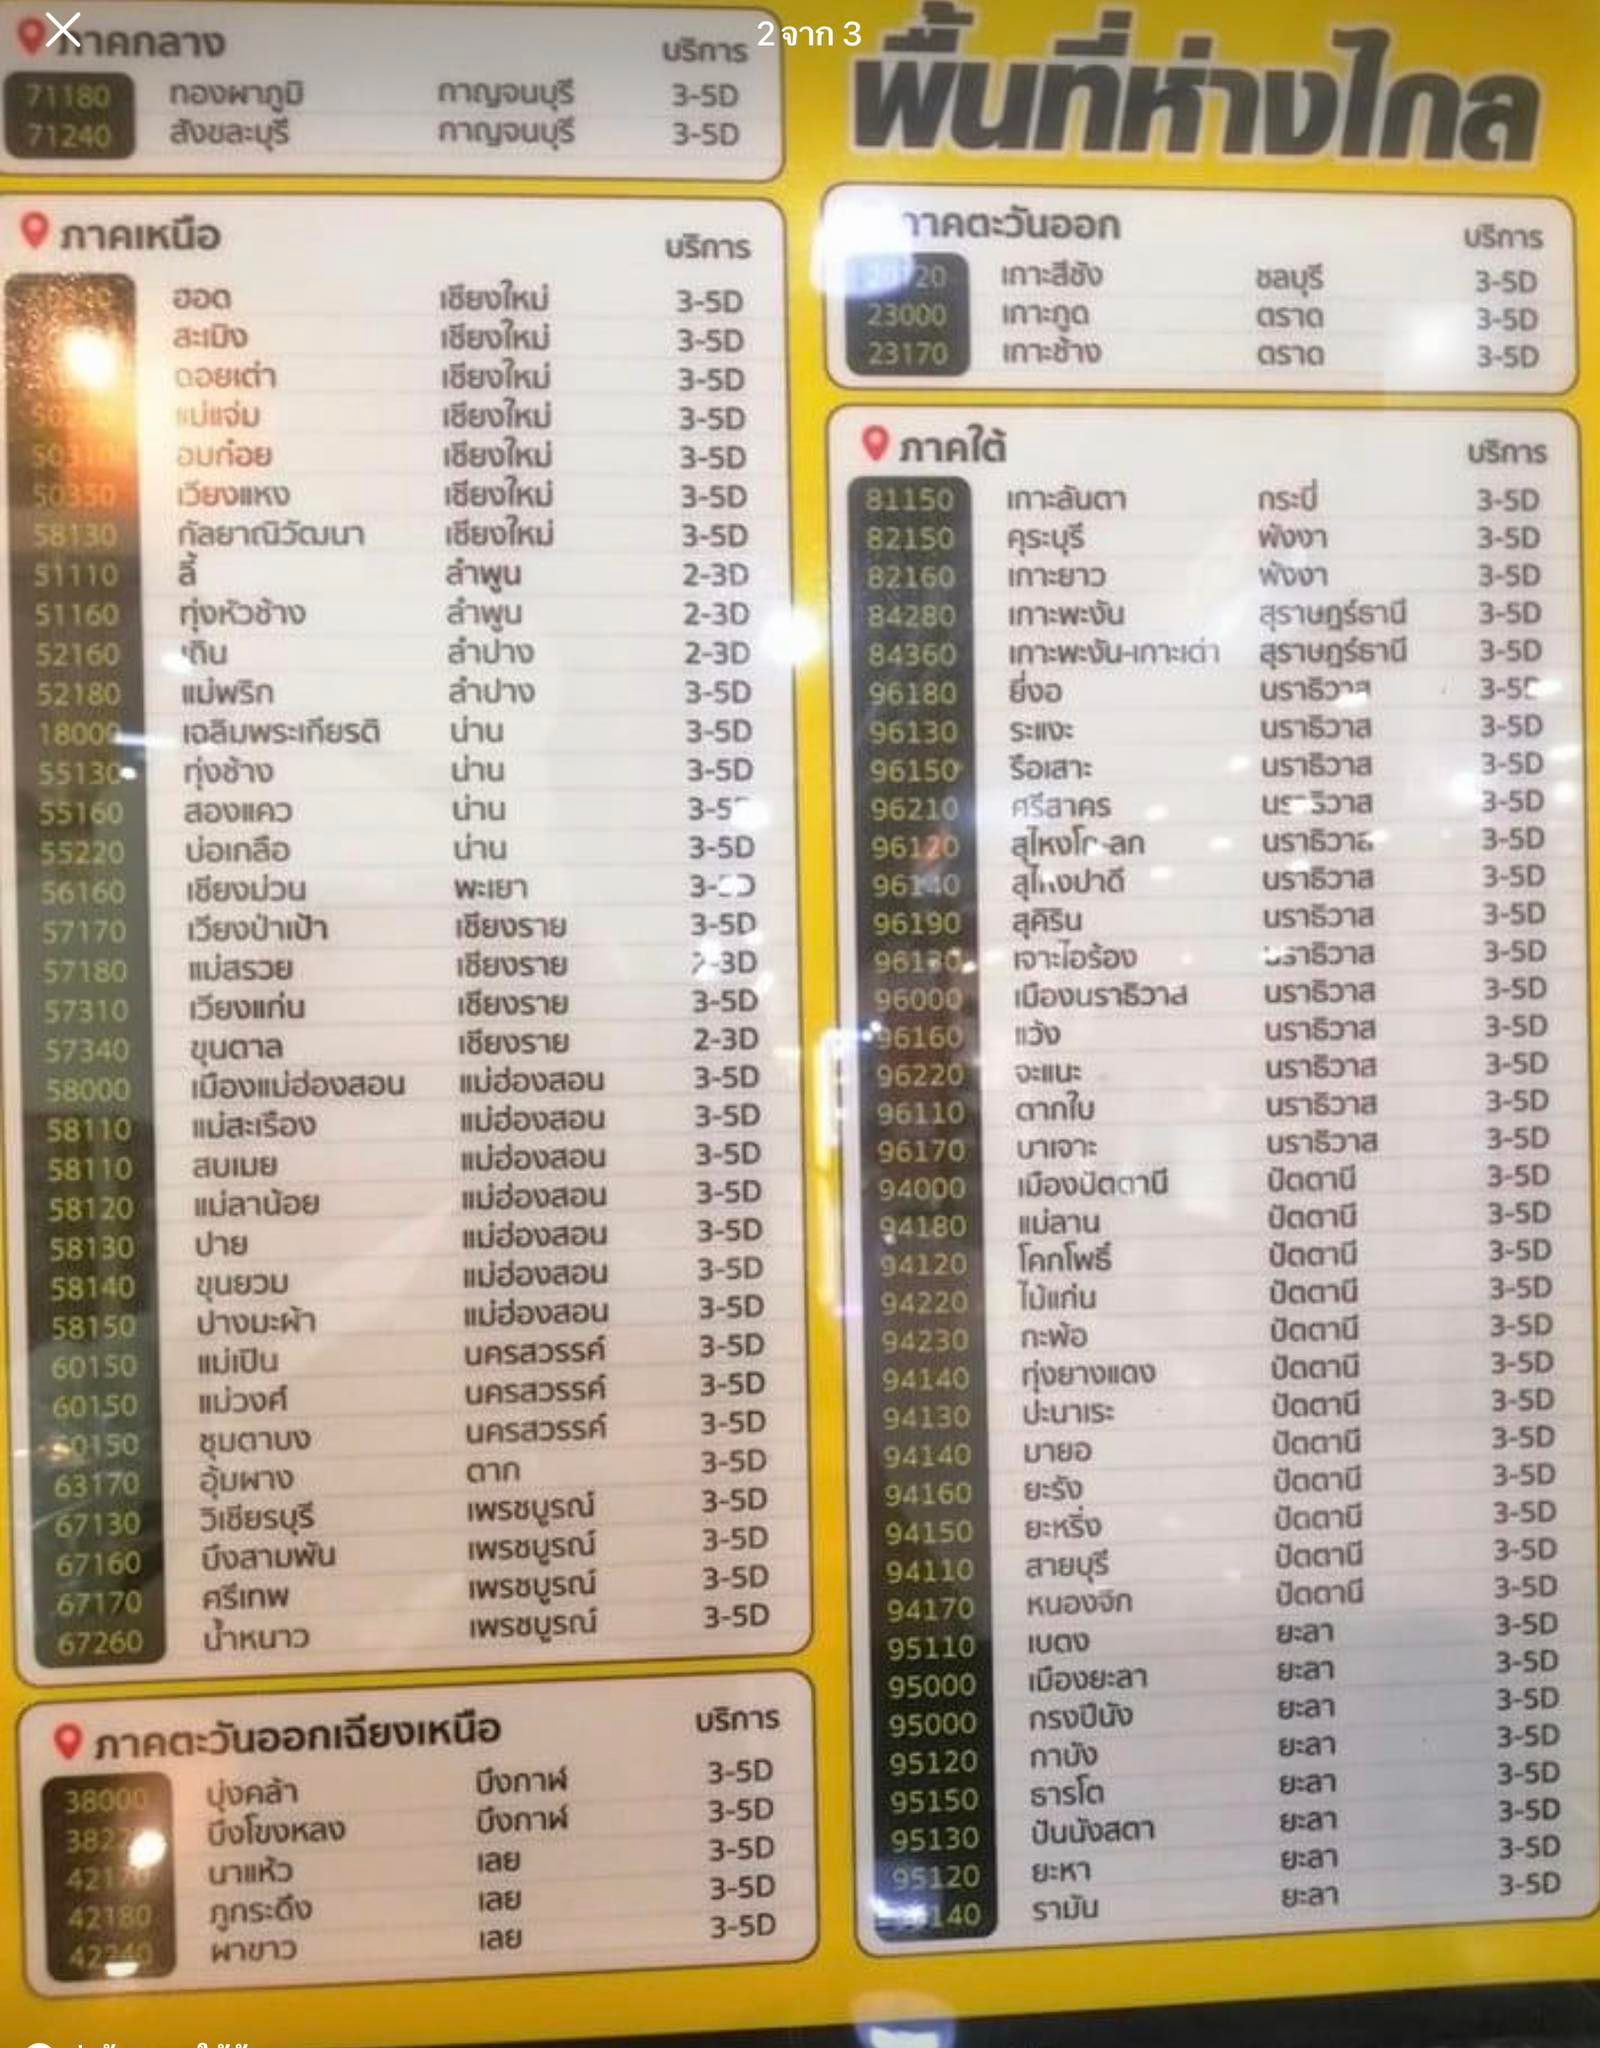 2 จาก 3
ภาคกลาง บริการ
71180 ทองผาภูมิ กาญจนบุรี 3-5D
71240 สังขละบุรี กาญจนบุรี 3-5D
ภาคเหนือ บริการ
ฮอด เชียงใหม่ 3-5D
สะเมิง เชียงใหม่ 3-5D
ดอยเต่า เชียงใหม่ 3-5D
แม่แจ่ม เชียงใหม่ 3-5D
50310 อมก๋อย เชียงใหม่ 3-5D
50350 เวียงแหง เชียงใหม่ 3-5D
58130 กัลยาณิวัฒนา เชียงใหม่ 3-5D
51110 ลี้ ลำพูน 2-3D
51160 ทุ่งหัวช้าง ลำพูน 2-3D
52160 เถิน ลำปาง 2-3D
52180 แม่พริก ลำปาง 3-5D
18000 เฉลิมพระเกียรติ น่าน 3-5D
55130 ทุ่งช้าง น่าน 3-5D
55160 สองแคว น่าน 3-5D
55220 บ่อเกลือ น่าน 3-5D
56160 เชียงม่วน พะเยา 3-5D
57170 เวียงป่าเป้า เชียงราย 3-5D
57180 แม่สรวย เชียงราย 2-3D
57310 เวียงแก่น เชียงราย 3-5D
57340 ขุนตาล เชียงราย 2-3D
58000 เมืองแม่ฮ่องสอน แม่ฮ่องสอน 3-5D
58110 แม่สะเรือง แม่ฮ่องสอน 3-5D
58110 สบเมย แม่ฮ่องสอน 3-5D
58120 แม่ลาน้อย แม่ฮ่องสอน 3-5D
58130 ปาย แม่ฮ่องสอน 3-5D
58140 ขุนยวม แม่ฮ่องสอน 3-5D
58150 ปางมะผ้า แม่ฮ่องสอน 3-5D
60150 แม่เปิน นครสวรรค์ 3-5D
60150 แม่วงศ์ นครสวรรค์ 3-5D
60150 ชุมตาบง นครสวรรค์ 3-5D
63170 อุ้มผาง ตาก 3-5D
67130 วิเชียรบุรี เพรชบูรณ์ 3-5D
67160 บึงสามพัน เพรชบูรณ์ 3-5D
67170 ศรีเทพ เพรชบูรณ์ 3-5D
67260 น้ำหนาว เพรชบูรณ์ 3-5D
ภาคตะวันออกเฉียงเหนือ บริการ
38000 บุ่งคล้า บึงกาฬ 3-5D
บึงโขงหลง บึงกาฬ 3-5D
นาแห้ว เลย 3-5D
42180 ภูกระดึง เลย 3-5D
42240 ผาขาว เลย 3-5D
พื้นที่ห่างไกล
ภาคตะวันออก บริการ
เกาะสีชัง ชลบุรี 3-5D
23000 เกาะกูด ตราด 3-5D
23170 เกาะช้าง ตราด 3-5D
ภาคใต้ บริการ
81150 เกาะลันตา กระบี่ 3-5D
82150 คุระบุรี พังงา 3-5D
82160 เกาะยาว พังงา 3-5D
84280 เกาะพะงัน สุราษฎร์ธานี 3-5D
84360 เกาะพะงัน-เกาะเต่า สุราษฎร์ธานี 3-5D
96180 ยี่งอ นราธิวาส 3-5D
96130 ระแงะ นราธิวาส 3-5D
96150 รือเสาะ นราธิวาส 3-5D
96210 ศรีสาคร นราธิวาส 3-5D
96120 สุไหงโก-ลก นราธิวาส 3-5D
96140 สุไหงปาดี นราธิวาส 3-5D
96190 สุคิริน นราธิวาส 3-5D
96130 เจาะไอร้อง นราธิวาส 3-5D
96000 เมืองนราธิวาส นราธิวาส 3-5D
96160 แว้ง นราธิวาส 3-5D
96220 จะแนะ นราธิวาส 3-5D
96110 ตากใบ นราธิวาส 3-5D
96170 บาเจาะ นราธิวาส 3-5D
94000 เมืองปัตตานี ปัตตานี 3-5D
94180 แม่ลาน ปัตตานี 3-5D
94120 โคกโพธิ์ ปัตตานี 3-5D
94220 ไม้แก่น ปัตตานี 3-5D
94230 กะพ้อ ปัตตานี 3-5D
94140 ทุ่งยางแดง ปัตตานี 3-5D
94130 ปะนาเระ ปัตตานี 3-5D
94140 มายอ ปัตตานี 3-5D
94160 ยะรัง ปัตตานี 3-5D
94150 ยะหริ่ง ปัตตานี 3-5D
94110 สายบุรี ปัตตานี 3-5D
94170 หนองจิก ปัตตานี 3-5D
95110 เบตง ยะลา 3-5D
95000 เมืองยะลา ยะลา 3-5D
95000 กรงปินัง ยะลา 3-5D
95120 กาบัง ยะลา 3-5D
95150 ธารโต ยะลา 3-5D
95130 บันนังสตา ยะลา 3-5D
95120 ยะหา ยะลา 3-5D
รามัน ยะลา 3-5D